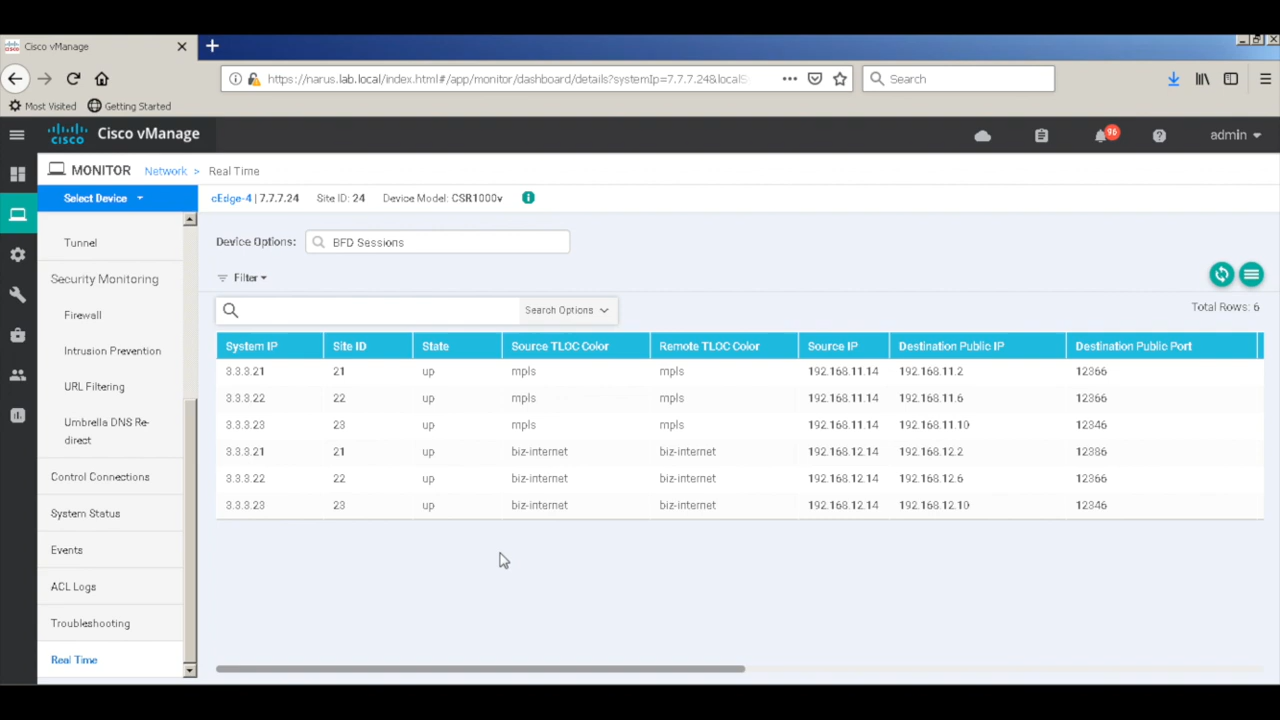 Cisco vManage
https://narus.lab.local/index.html#/app/monitor/dashboard/details?systemIp=7.7.7.24&localS
Search
Most Visited Getting Started
CISCO Cisco vManage
96
admin
MONITOR Network > Real Time
Select Device
cEdge-4 | 7.7.7.24 Site ID: 24 Device Model: CSR1000v
Tunnel
Security Monitoring
Firewall
Intrusion Prevention
URL Filtering
Umbrella DNS Re-
direct
Control Connections
System Status
Events
ACL Logs
Troubleshooting
Real Time
Device Options: BFD Sessions
Filter
Search Options
Total Rows: 6
System IP Site ID State Source TLOC Color Remote TLOC Color Source IP Destination Public IP Destination Public Port
3.3.3.21 21 up mpls mpls 192.168.11.14 192.168.11.2 12366
3.3.3.22 22 up mpls mpls 192.168.11.14 192.168.11.6 12366
3.3.3.23 23 up mpls mpls 192.168.11.14 192.168.11.10 12346
3.3.3.21 21 up biz-internet biz-internet 192.168.12.14 192.168.12.2 12386
3.3.3.22 22 up biz-internet biz-internet 192.168.12.14 192.168.12.6 12366
3.3.3.23 23 up biz-internet biz-internet 192.168.12.14 192.168.12.10 12346